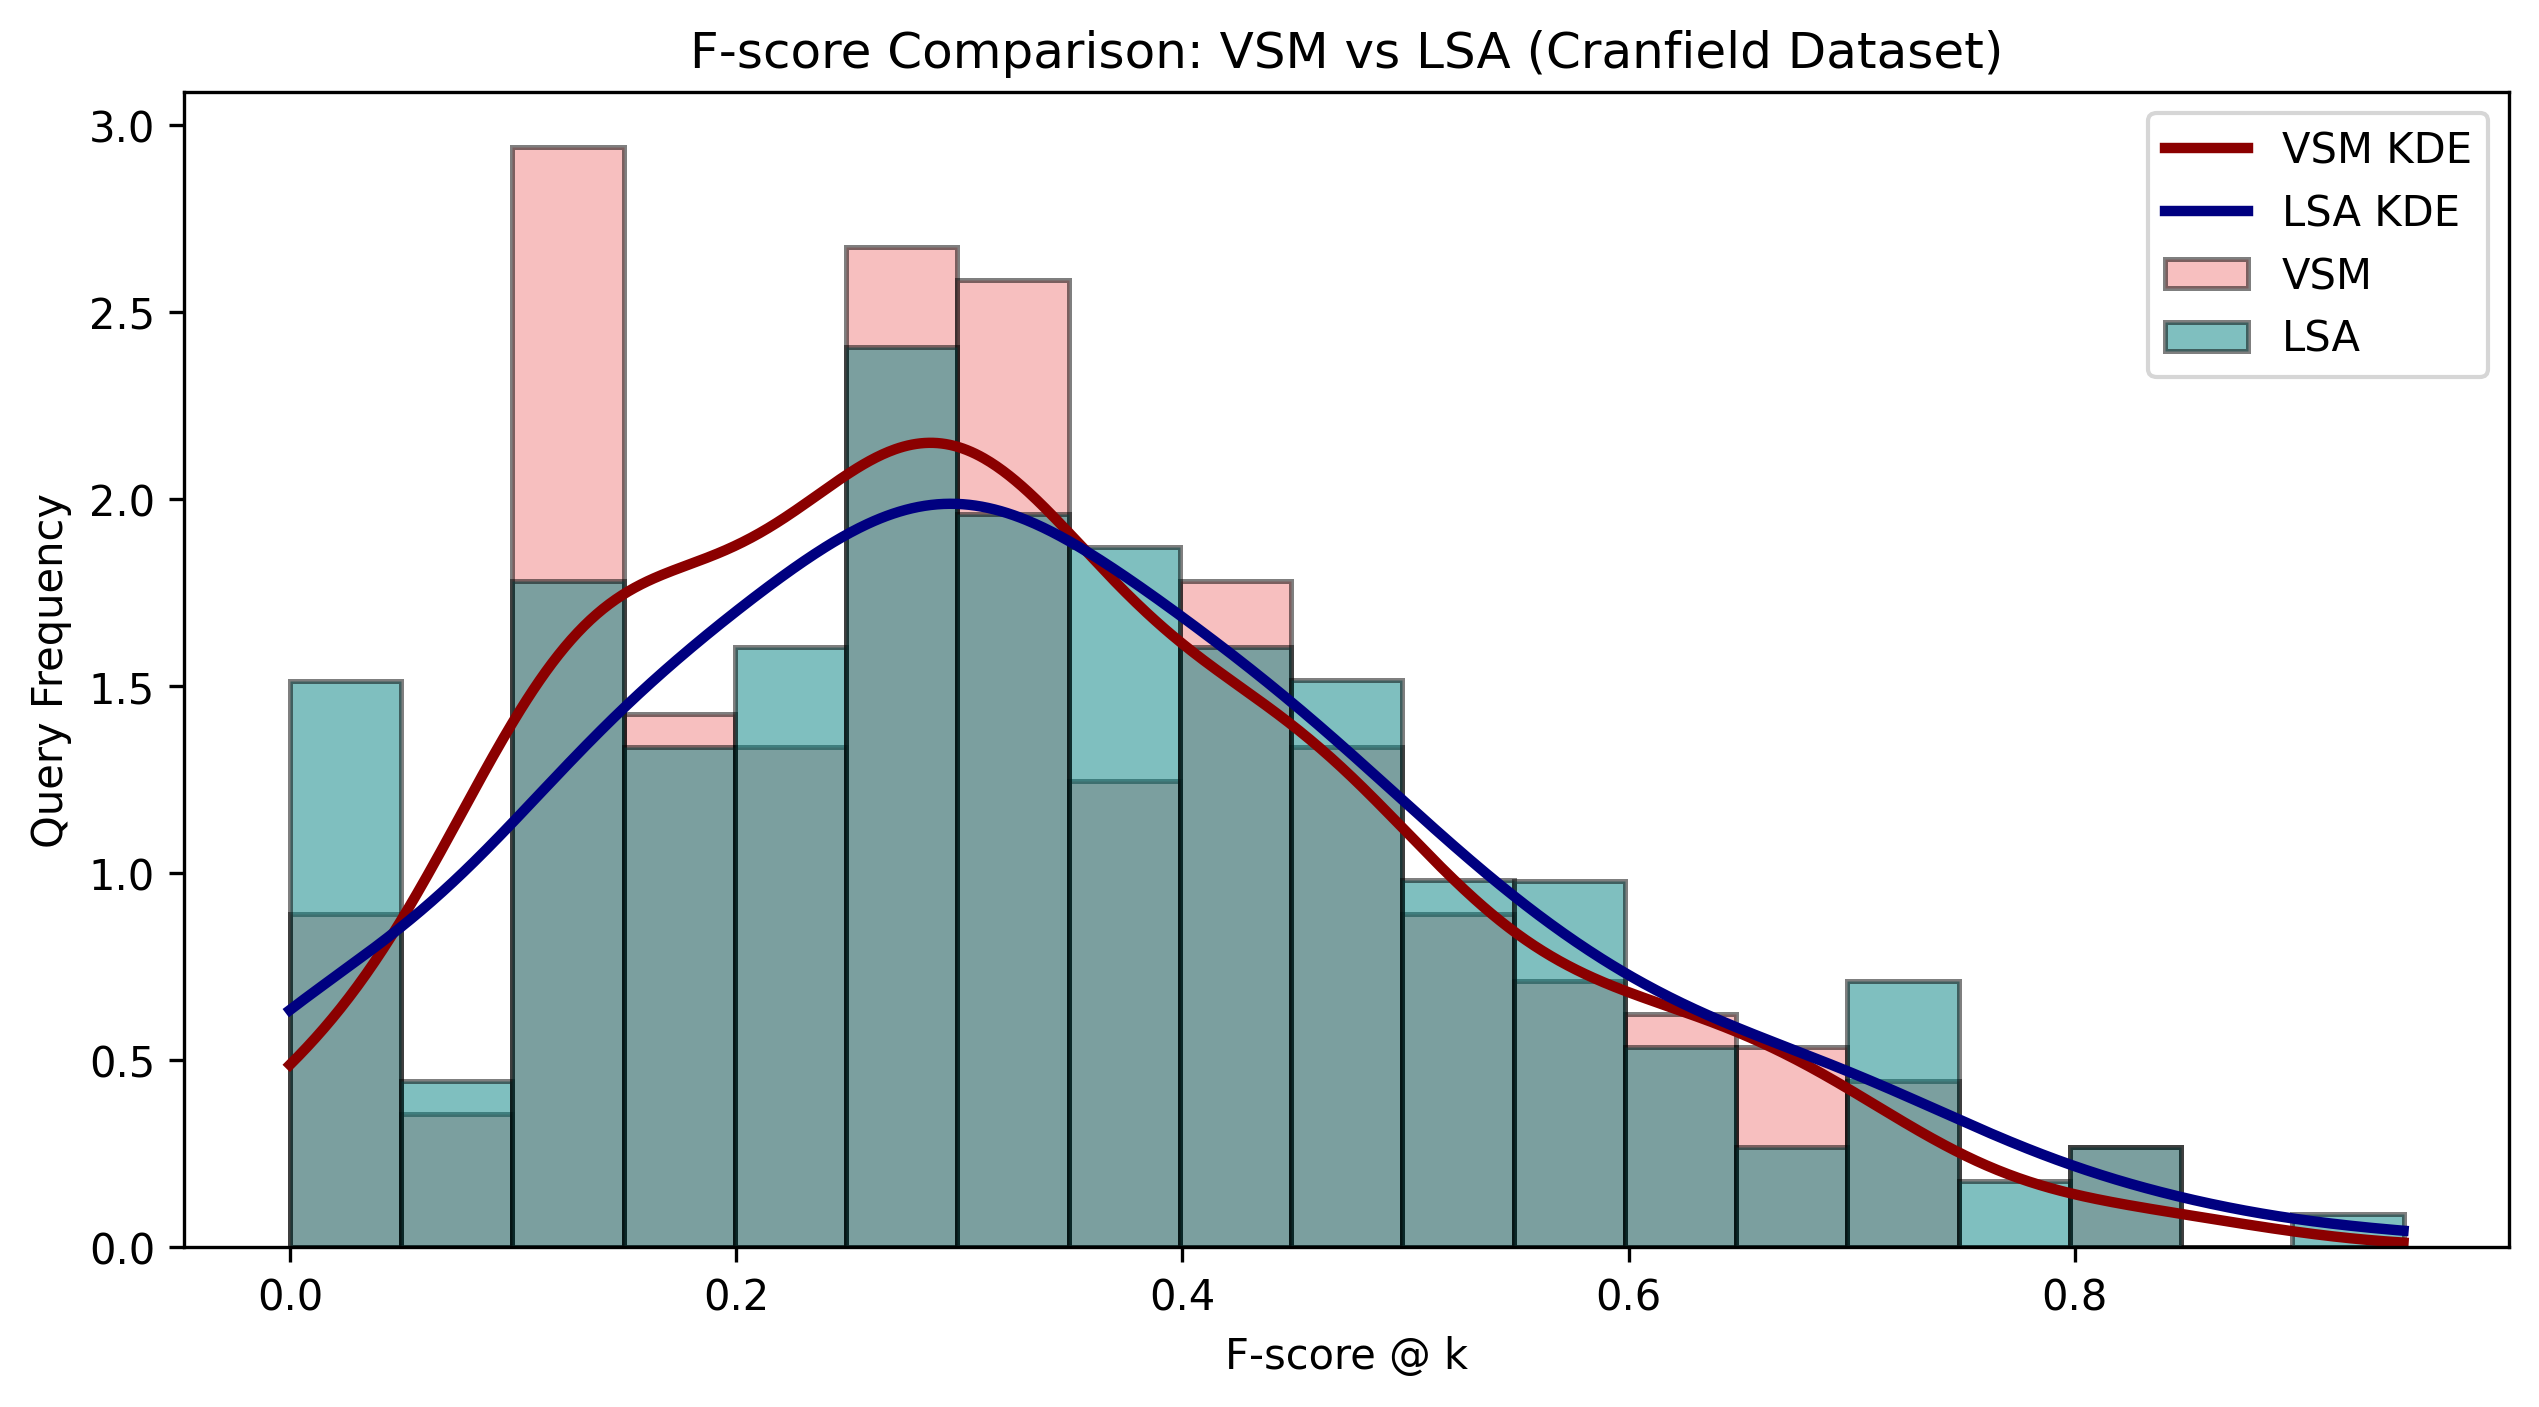 F-score Comparison: VSM vs LSA (Cranfield Dataset)
VSM KDE
LSA KDE
VSM
LSA
Query Frequency
3.0
2.5
2.0
1.5
1.0
0.5
0.0
0.0 0.2 0.4 0.6 0.8
F-score @ k